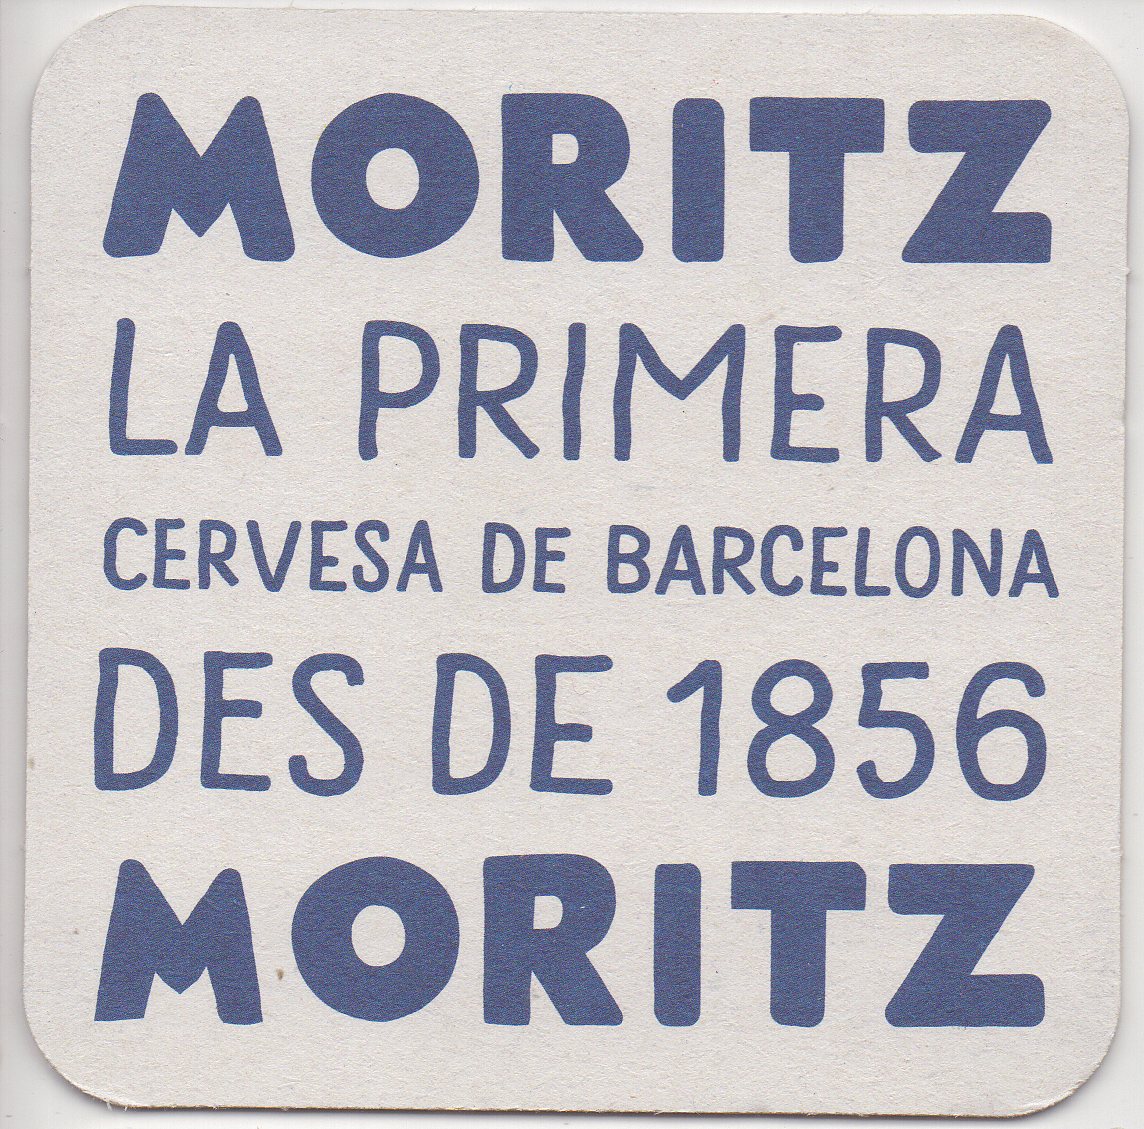 MORITZ
LA PRIMERA
CERVESA DE BARCELONA
DES DE 1856
MORITZ